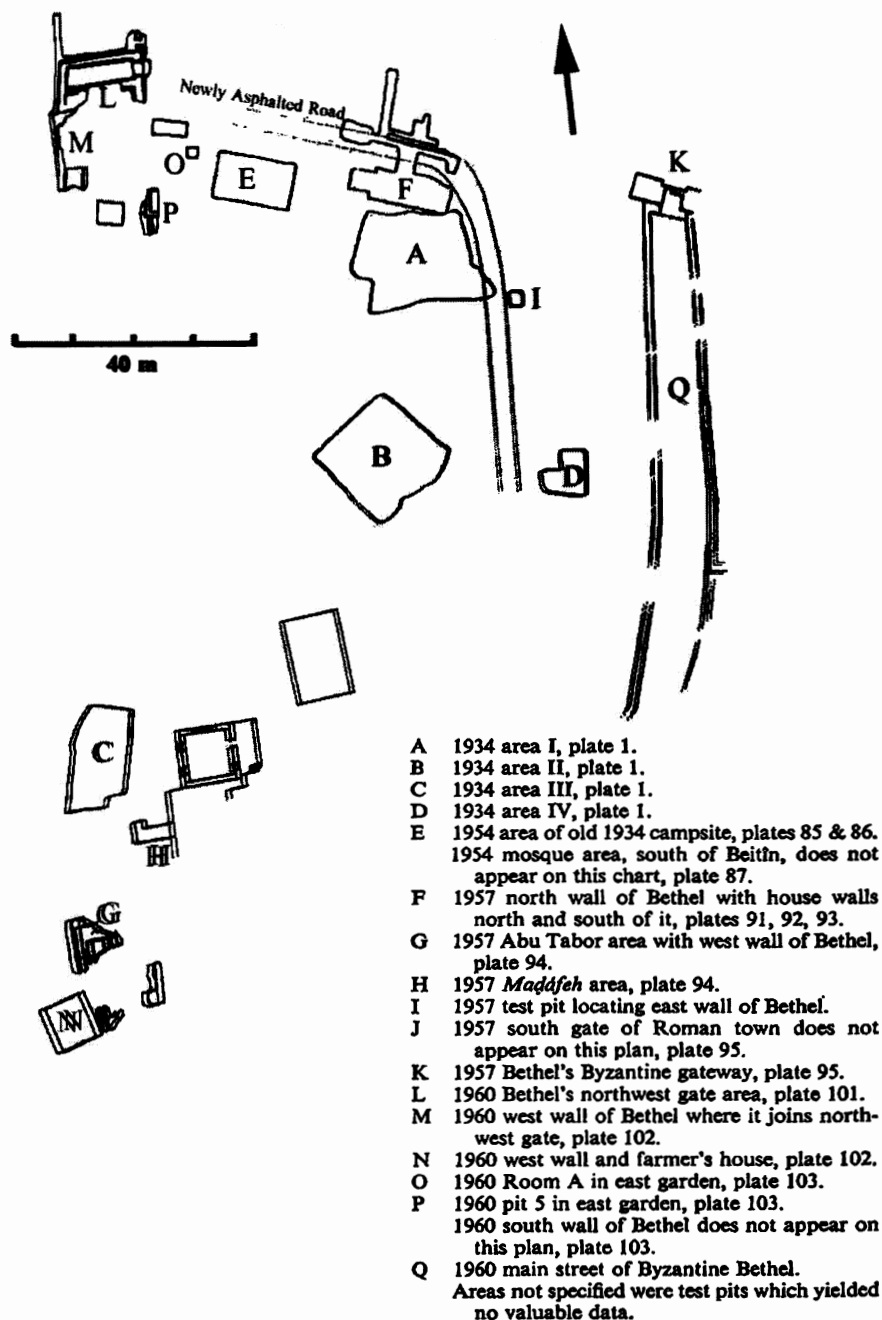 Newly Asphalted Road
L
M
O
E
P
F
A
I
K
Q
40 m
B
D
C
H
G
N
A 1934 area I, plate 1.
B 1934 area II, plate 1.
C 1934 area III, plate 1.
D 1934 area IV, plate 1.
E 1954 area of old 1934 campsite, plates 85 & 86.
1954 mosque area, south of Beitîn, does not
appear on this chart, plate 87.
F 1957 north wall of Bethel with house walls
north and south of it, plates 91, 92, 93.
G 1957 Abu Tabor area with west wall of Bethel,
plate 94.
H 1957 Maḍâfeh area, plate 94.
I 1957 test pit locating east wall of Bethel.
J 1957 south gate of Roman town does not
appear on this plan, plate 95.
K 1957 Bethel's Byzantine gateway, plate 95.
L 1960 Bethel's northwest gate area, plate 101.
M 1960 west wall of Bethel where it joins north-
west gate, plate 102.
N 1960 west wall and farmer's house, plate 102.
O 1960 Room A in east garden, plate 103.
P 1960 pit 5 in east garden, plate 103.
1960 south wall of Bethel does not appear on
this plan, plate 103.
Q 1960 main street of Byzantine Bethel.
Areas not specified were test pits which yielded
no valuable data.